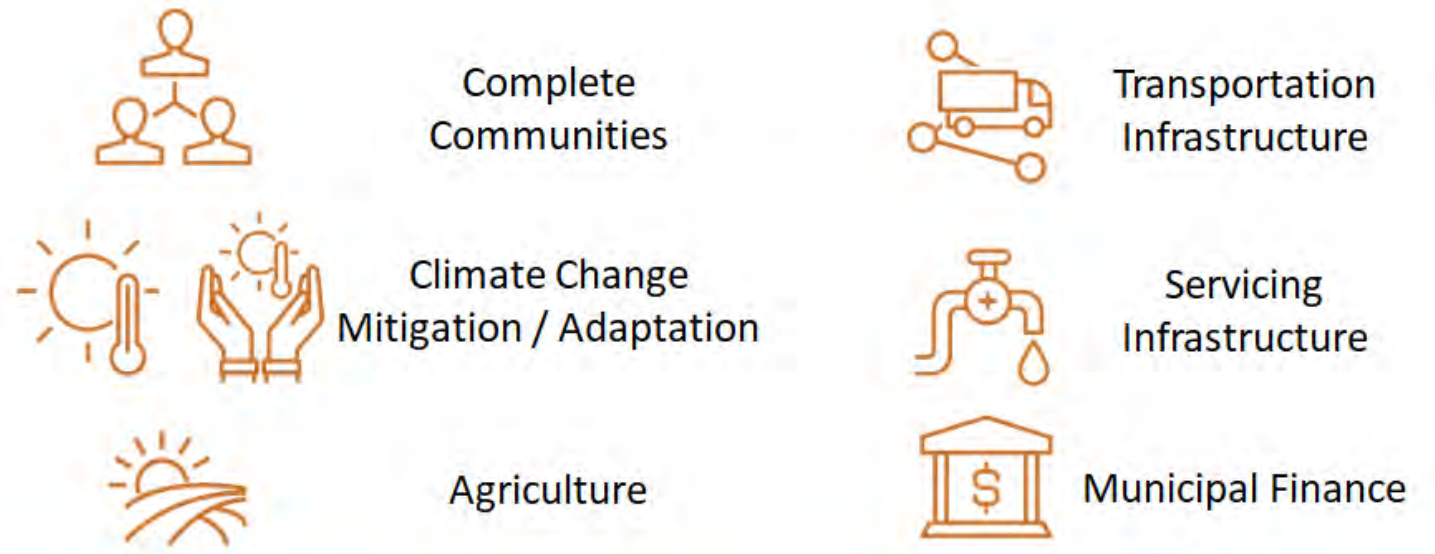 Complete
Communities
Transportation
Infrastructure
Climate Change
Mitigation / Adaptation
Servicing
Infrastructure
Agriculture
$
Municipal Finance